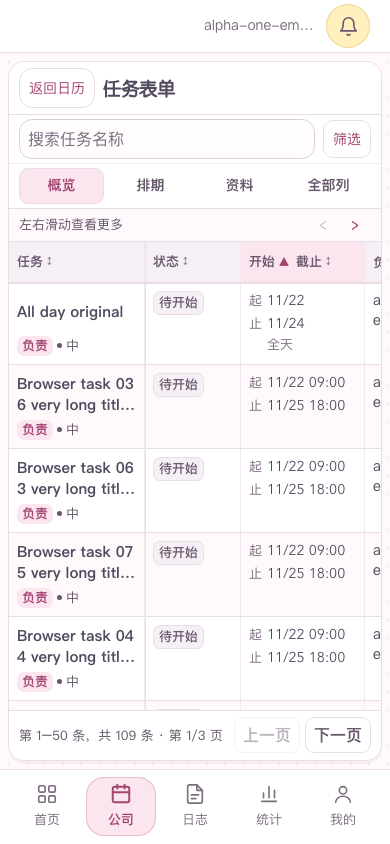 alpha-one-em...
返回日历 任务表单
搜索任务名称 筛选
概览 排期 资料 全部列
左右滑动查看更多 < >
任务 ↕ 状态 ↕ 开始 ▲ 截止 ↕
All day original 待开始 起 11/22
止 11/24
全天
负责 • 中
Browser task 03 待开始 起 11/22 09:00 a
6 very long titl... 止 11/25 18:00 e
负责 • 中
Browser task 06 待开始 起 11/22 09:00 a
3 very long titl... 止 11/25 18:00 e
负责 • 中
Browser task 07 待开始 起 11/22 09:00 a
5 very long titl... 止 11/25 18:00 e
负责 • 中
Browser task 04 待开始 起 11/22 09:00 a
4 very long titl... 止 11/25 18:00 e
负责 • 中
第 1–50 条，共 109 条 · 第 1/3 页 上一页 下一页
首页 公司 日志 统计 我的